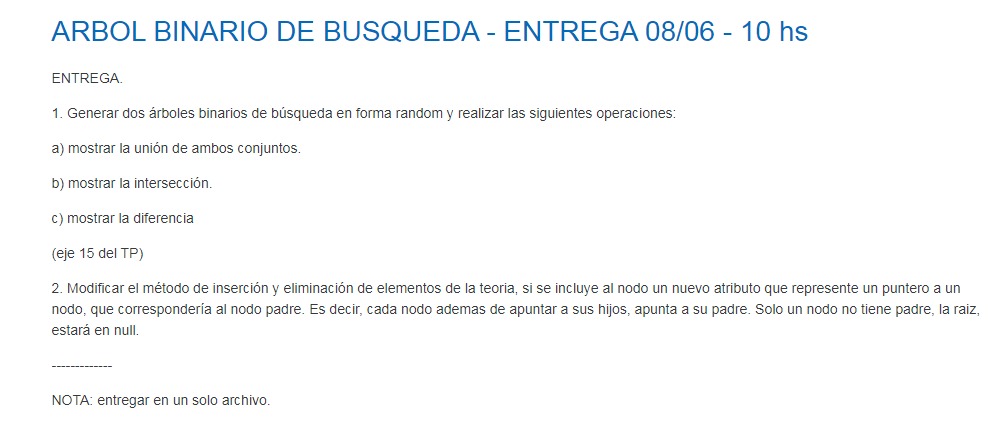 ARBOL BINARIO DE BUSQUEDA - ENTREGA 08/06 - 10 hs
ENTREGA.
1. Generar dos árboles binarios de búsqueda en forma random y realizar las siguientes operaciones:
a) mostrar la unión de ambos conjuntos.
b) mostrar la intersección.
c) mostrar la diferencia
(eje 15 del TP)
2. Modificar el método de inserción y eliminación de elementos de la teoria, si se incluye al nodo un nuevo atributo que represente un puntero a un
nodo, que correspondería al nodo padre. Es decir, cada nodo ademas de apuntar a sus hijos, apunta a su padre. Solo un nodo no tiene padre, la raiz,
estará en null.
-------------
NOTA: entregar en un solo archivo.